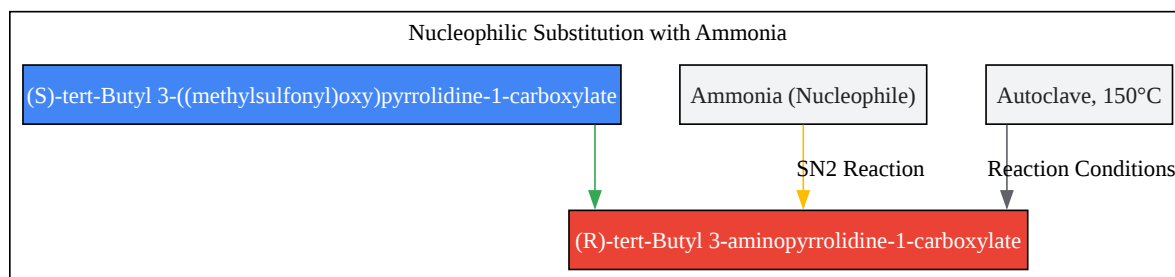 Nucleophilic Substitution with Ammonia
(S)-tert-Butyl 3-((methylsulfonyl)oxy)pyrrolidine-1-carboxylate
Ammonia (Nucleophile)
Autoclave, 150°C
SN2 Reaction
Reaction Conditions
(R)-tert-Butyl 3-aminopyrrolidine-1-carboxylate